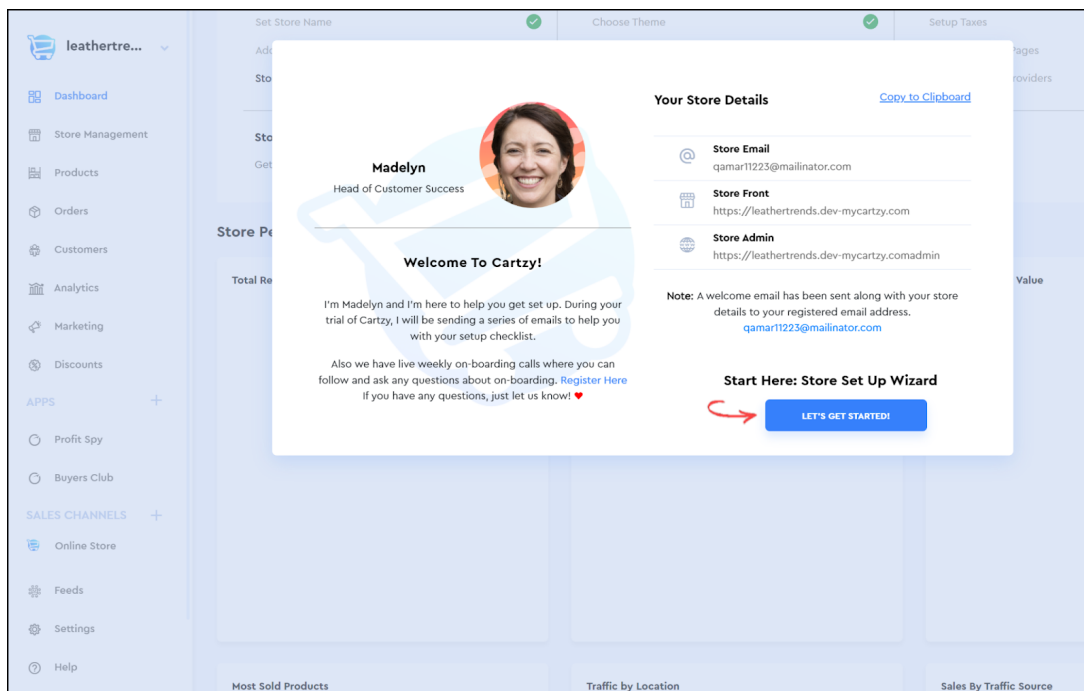 leathertre...
Dashboard
Store Management
Products
Orders
Customers
Analytics
Marketing
Discounts
APPS +
Profit Spy
Buyers Club
SALES CHANNELS +
Online Store
Feeds
Settings
Help
Set Store Name
Choose Theme
Setup Taxes
Pages
Sto
Sto
Get
Store Pe
Total Re
Value
Madelyn
Head of Customer Success
Welcome To Cartzy!
I'm Madelyn and I'm here to help you get set up. During your
trial of Cartzy, I will be sending a series of emails to help you
with your setup checklist.
Also we have live weekly on-boarding calls where you can
follow and ask any questions about on-boarding. Register Here
If you have any questions, just let us know! ♥
Your Store Details
Copy to Clipboard
Store Email
qamar11223@mailinator.com
Store Front
https://leathertrends.dev-mycartzy.com
Store Admin
https://leathertrends.dev-mycartzy.comadmin
Note: A welcome email has been sent along with your store
details to your registered email address.
qamar11223@mailinator.com
Start Here: Store Set Up Wizard
LET'S GET STARTED!
Most Sold Products
Traffic by Location
Sales By Traffic Source